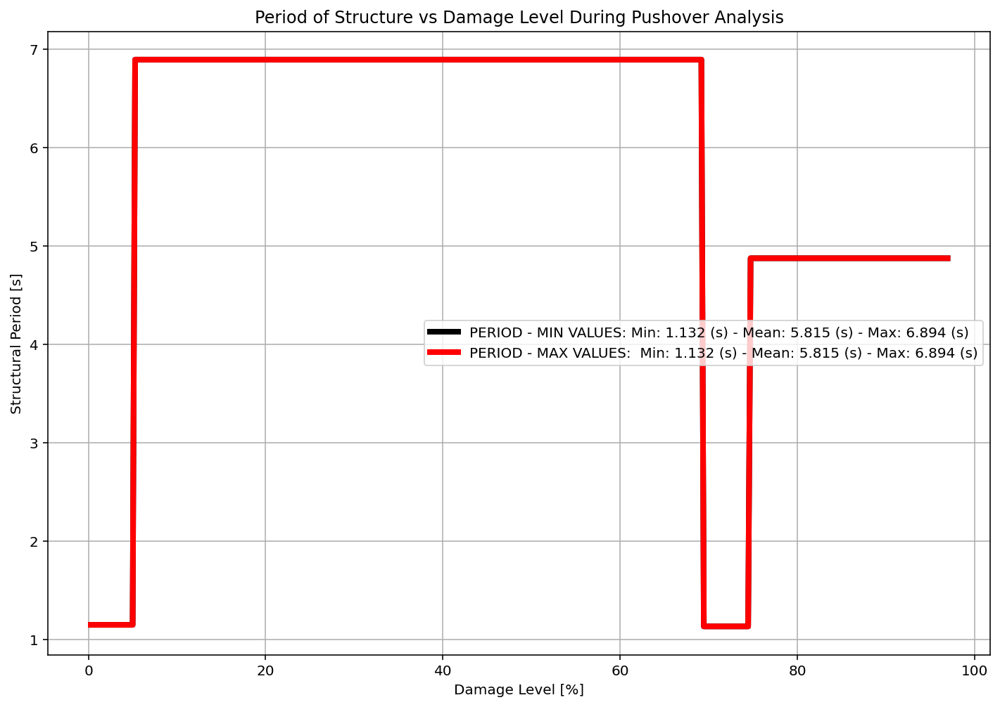 Period of Structure vs Damage Level During Pushover Analysis
7
6
5
4
3
2
1
Structural Period [s]
PERIOD - MIN VALUES: Min: 1.132 (s) - Mean: 5.815 (s) - Max: 6.894 (s)
PERIOD - MAX VALUES:  Min: 1.132 (s) - Mean: 5.815 (s) - Max: 6.894 (s)
0 20 40 60 80 100
Damage Level [%]